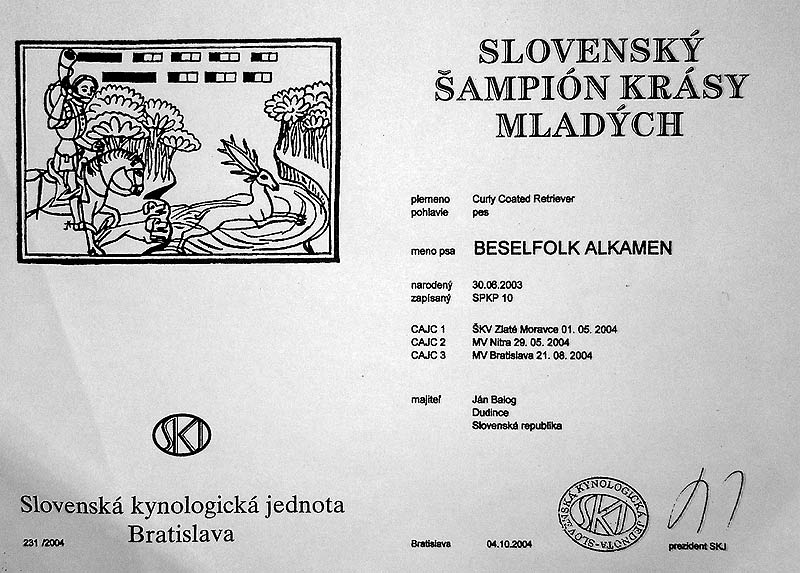 SLOVENSKÝ
ŠAMPIÓN KRÁSY
MLADÝCH
plemeno Curly Coated Retriever
pohlavie pes
meno psa BESELFOLK ALKAMEN
narodený 30.06.2003
zapísaný SPKP 10
CAJC 1 ŠKV Zlaté Moravce 01. 05. 2004
CAJC 2 MV Nitra 29. 05. 2004
CAJC 3 MV Bratislava 21. 08. 2004
majiteľ Ján Balog
Dudince
Slovenská republika
SKJ
Slovenská kynologická jednota
Bratislava
231 /2004
Bratislava 04.10.2004
SLOVENSKÁ KYNOLOGICKÁ JEDNOTA
SKJ
prezident SKJ